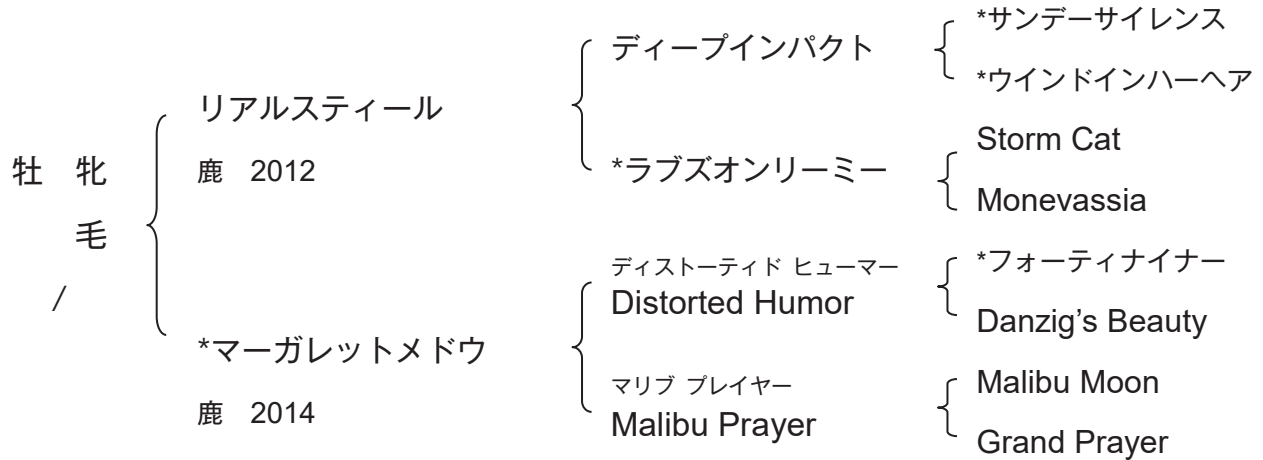 牡 牝
毛
/
リアルスティール
鹿 2012
*マーガレットメドウ
鹿 2014
ディープインパクト
*ラブズオンリーミー
ディストーティド ヒューマー
Distorted Humor
マリブ プレイヤー
Malibu Prayer
*サンデーサイレンス
*ウインドインハーヘア
Storm Cat
Monevassia
*フォーティナイナー
Danzig’s Beauty
Malibu Moon
Grand Prayer